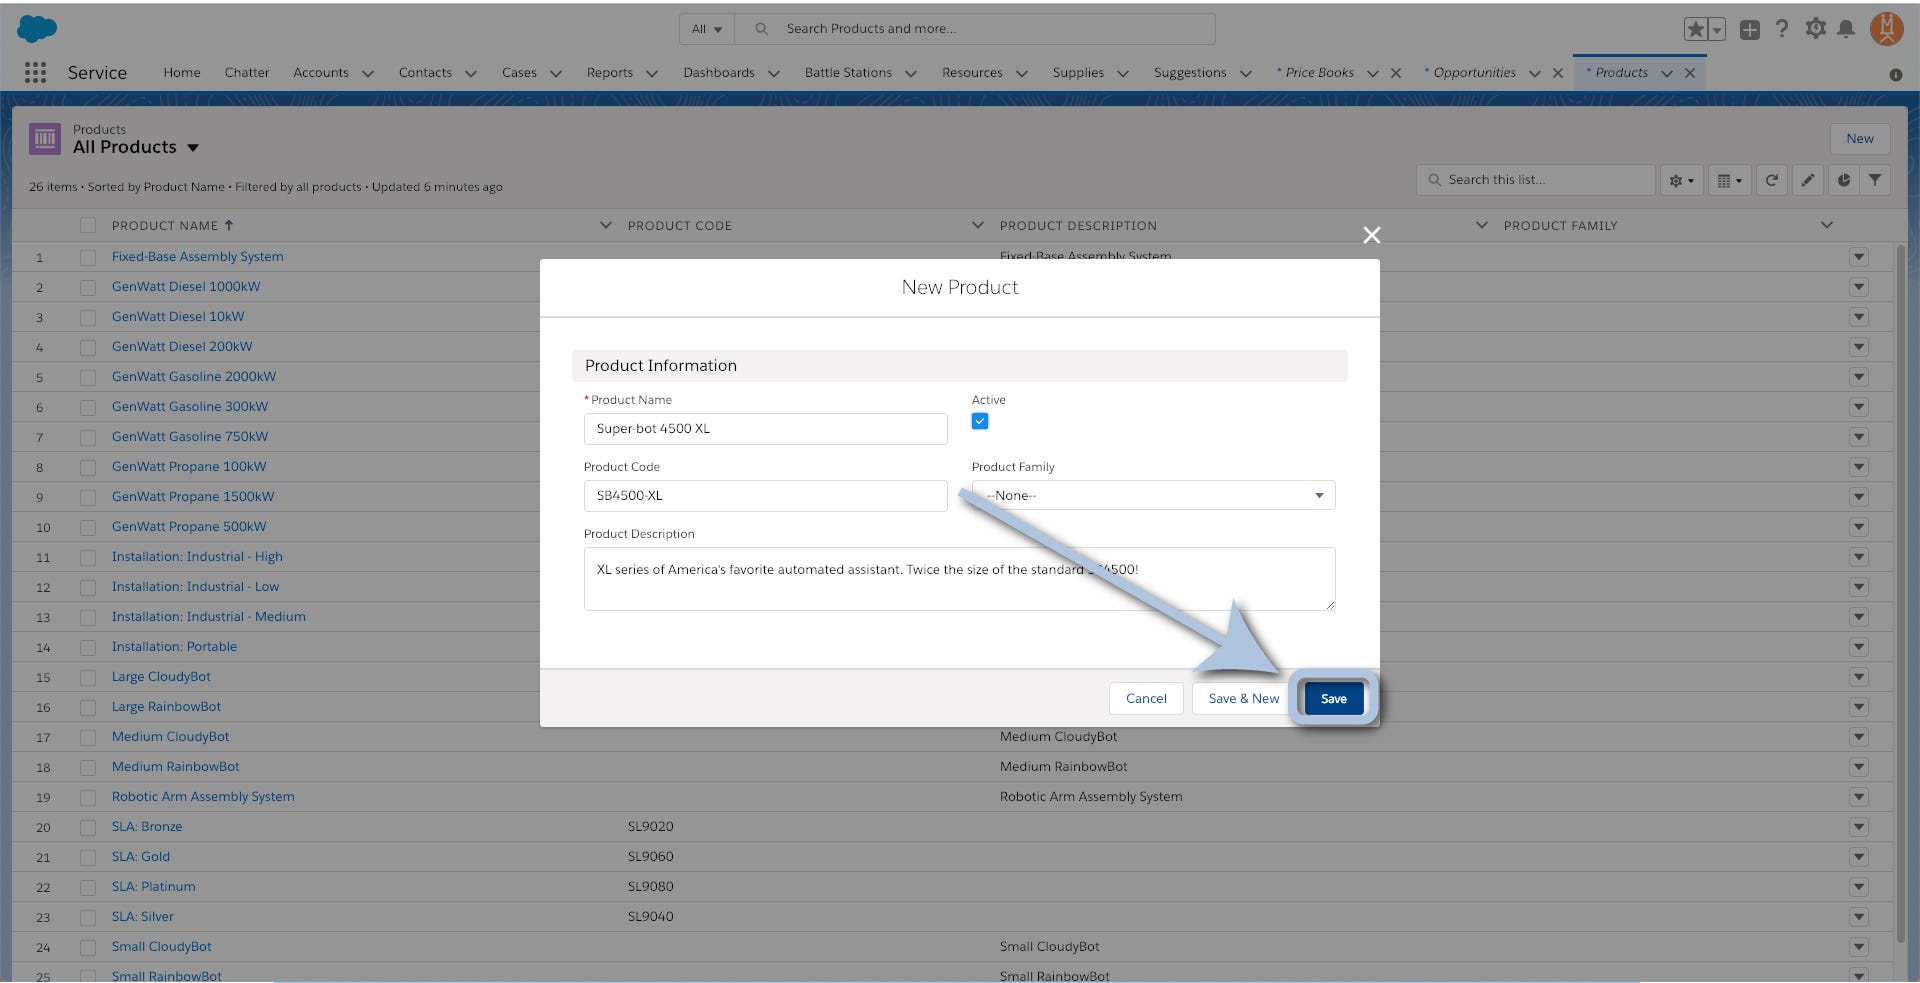 All
Search Products and more...
Service
Home
Chatter
Accounts
Contacts
Cases
Reports
Dashboards
Battle Stations
Resources
Supplies
Suggestions
* Price Books
* Opportunities
* Products
Products
All Products
New
26 items • Sorted by Product Name • Filtered by all products • Updated 6 minutes ago
Search this list...
PRODUCT NAME
PRODUCT CODE
PRODUCT DESCRIPTION
PRODUCT FAMILY
1 Fixed-Base Assembly System Fixed-Base Assembly System
2 GenWatt Diesel 1000kW
3 GenWatt Diesel 10kW
4 GenWatt Diesel 200kW
5 GenWatt Gasoline 2000kW
6 GenWatt Gasoline 300kW
7 GenWatt Gasoline 750kW
8 GenWatt Propane 100kW
9 GenWatt Propane 1500kW
10 GenWatt Propane 500kW
11 Installation: Industrial - High
12 Installation: Industrial - Low
13 Installation: Industrial - Medium
14 Installation: Portable
15 Large CloudyBot
16 Large RainbowBot
17 Medium CloudyBot Medium CloudyBot
18 Medium RainbowBot Medium RainbowBot
19 Robotic Arm Assembly System Robotic Arm Assembly System
20 SLA: Bronze SL9020
21 SLA: Gold SL9060
22 SLA: Platinum SL9080
23 SLA: Silver SL9040
24 Small CloudyBot Small CloudyBot
25 Small RainbowBot Small RainbowBot
New Product
Product Information
* Product Name
Super-bot 4500 XL
Active
Product Code
SB4500-XL
Product Family
--None--
Product Description
XL series of America's favorite automated assistant. Twice the size of the standard 4500!
Cancel
Save & New
Save